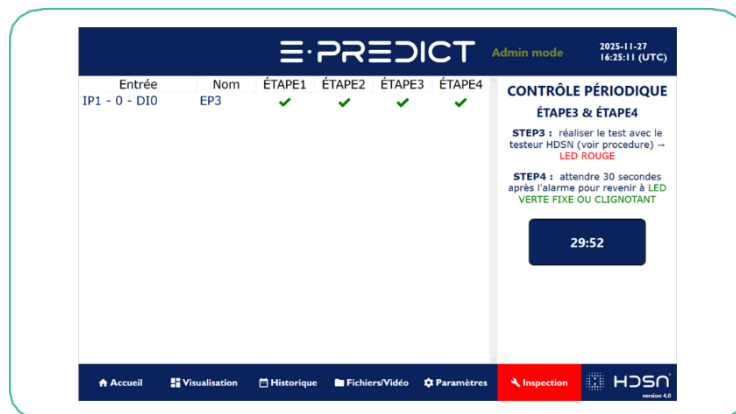 E·PREDICT
Admin mode
2025-11-27
16:25:11 (UTC)
Entrée Nom ÉTAPE1 ÉTAPE2 ÉTAPE3 ÉTAPE4
IP1 - 0 - DI0 EP3 ✔ ✔ ✔ ✔
CONTRÔLE PÉRIODIQUE
ÉTAPE3 & ÉTAPE4
STEP3 : réaliser le test avec le
testeur HDSN (voir procedure) →
LED ROUGE
STEP4 : attendre 30 secondes
après l'alarme pour revenir à LED
VERTE FIXE OU CLIGNOTANT
29:52
Accueil Visualisation Historique Fichiers/Vidéo Paramètres Inspection HDSN
version 4.0